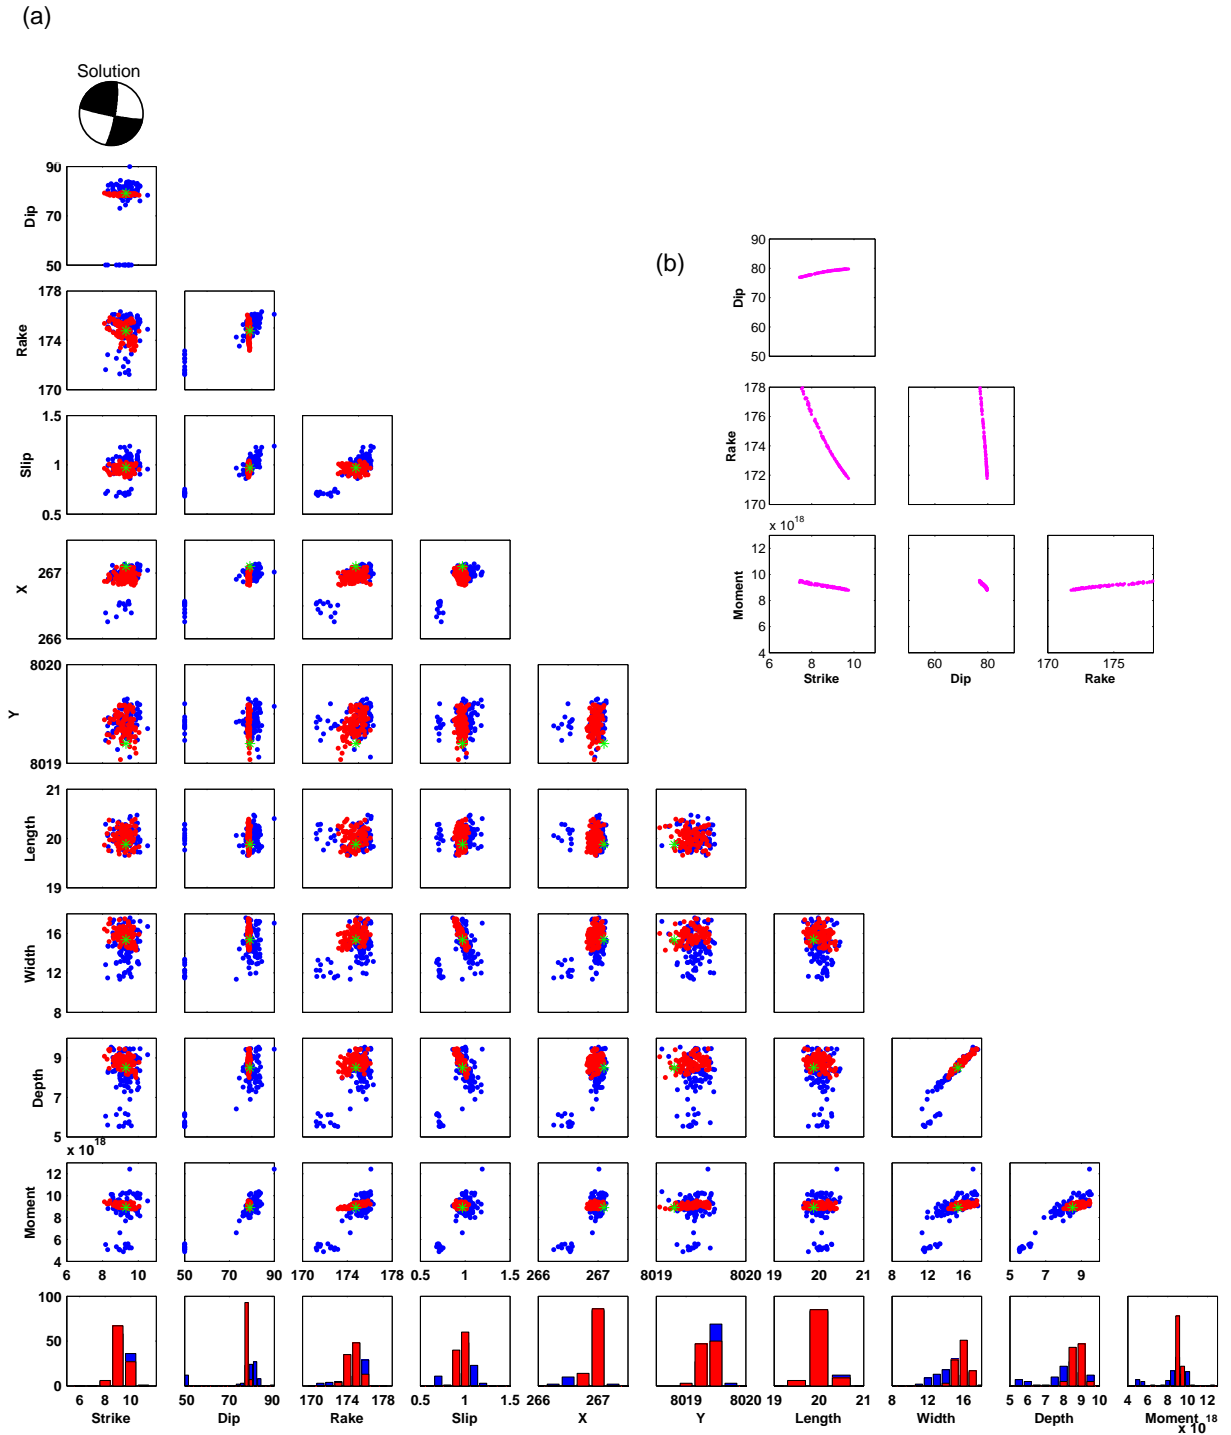 (a)
Solution
90
Dip
70
50
(b)
90
80
Dip
70
60
50
178
Rake
174
170
178
176
Rake
174
172
170
1.5
Slip
1
0.5
x 10 18
12
10
Moment
8
6
4
6 8 10
60 80
170 175
Strike Dip Rake
267
X
266
8020
Y
8019
21
Length
20
19
16
Width
12
8
9
Depth
7
5
x 10 18
12
10
Moment
8
6
4
6 8 10
50 70 90
170 174 178
0.5 1 1.5
266 267
8019 8020
19 20 21
8 12 16
5 7 9
100
50
0
6 8 10
50 70 90
170 174 178
0.5 1 1.5
266 267
8019 8020
19 20 21
8 12 16
5 6 7 8 9 10
4 6 8 10 12
Strike Dip Rake Slip X Y Length Width Depth Moment
x 10 18